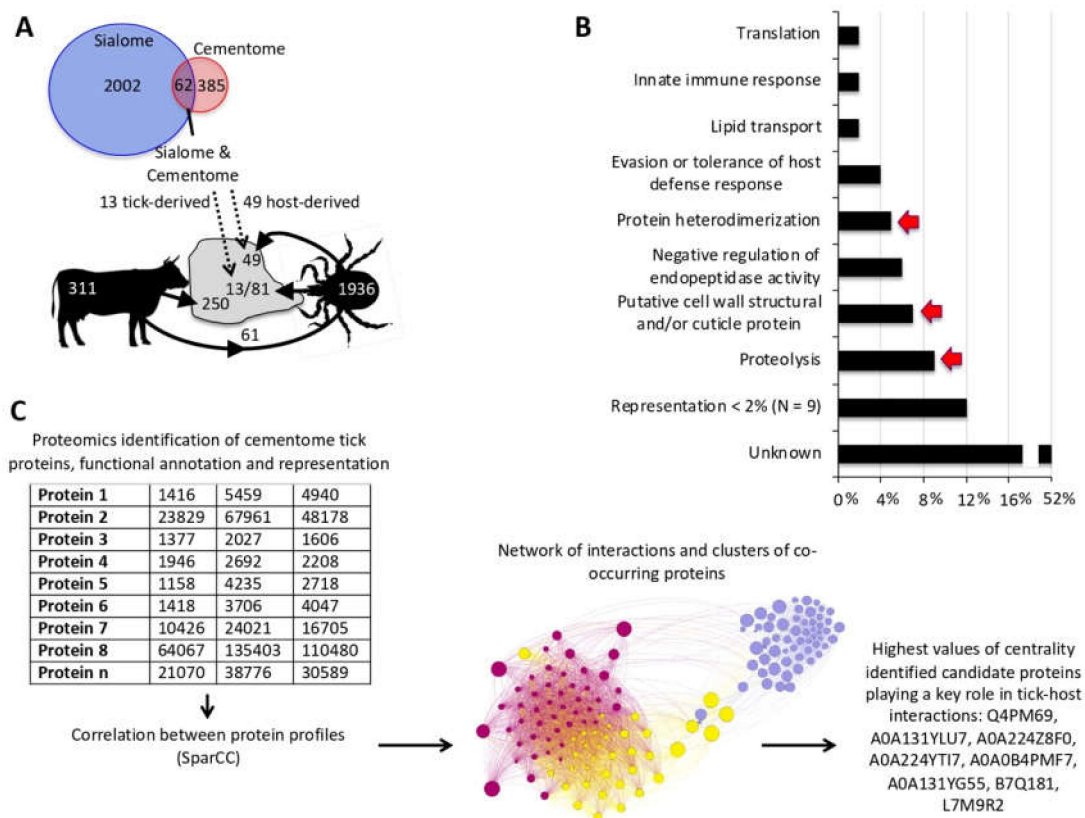 A
Sialome
Cementome
2002
62
385
Sialome &
Cementome
13 tick-derived
49 host-derived
49
311
13/81
1936
250
61
B
Translation
Innate immune response
Lipid transport
Evasion or tolerance of host
defense response
Protein heterodimerization
Negative regulation of
endopeptidase activity
Putative cell wall structural
and/or cuticle protein
Proteolysis
Representation < 2% (N = 9)
Unknown
0% 4% 8% 12% 16% 52%
C
Proteomics identification of cementome tick
proteins, functional annotation and representation
Protein 1 1416 5459 4940
Protein 2 23829 67961 48178
Protein 3 1377 2027 1606
Protein 4 1946 2692 2208
Protein 5 1158 4235 2718
Protein 6 1418 3706 4047
Protein 7 10426 24021 16705
Protein 8 64067 135403 110480
Protein n 21070 38776 30589
Correlation between protein profiles
(SparCC)
Network of interactions and clusters of co-
occurring proteins
Highest values of centrality
identified candidate proteins
playing a key role in tick-host
interactions: Q4PM69,
A0A131YLU7, A0A224Z8F0,
A0A224YTI7, A0A0B4PMF7,
A0A131YG55, B7Q181,
L7M9R2